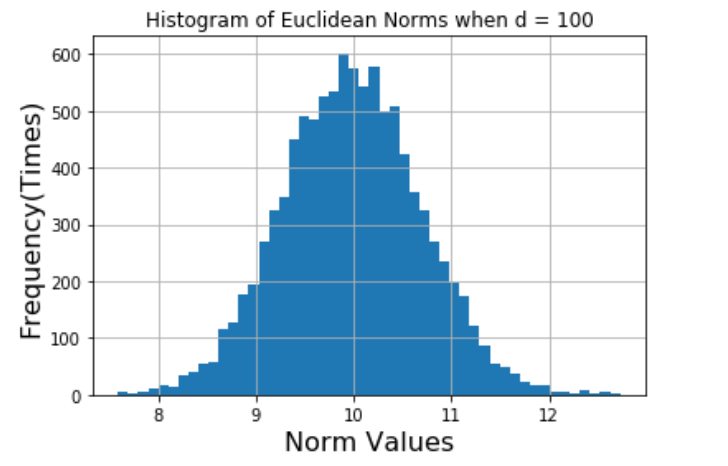 Histogram of Euclidean Norms when d = 100
600
500
400
300
200
100
0
Frequency(Times)
8 9 10 11 12
Norm Values